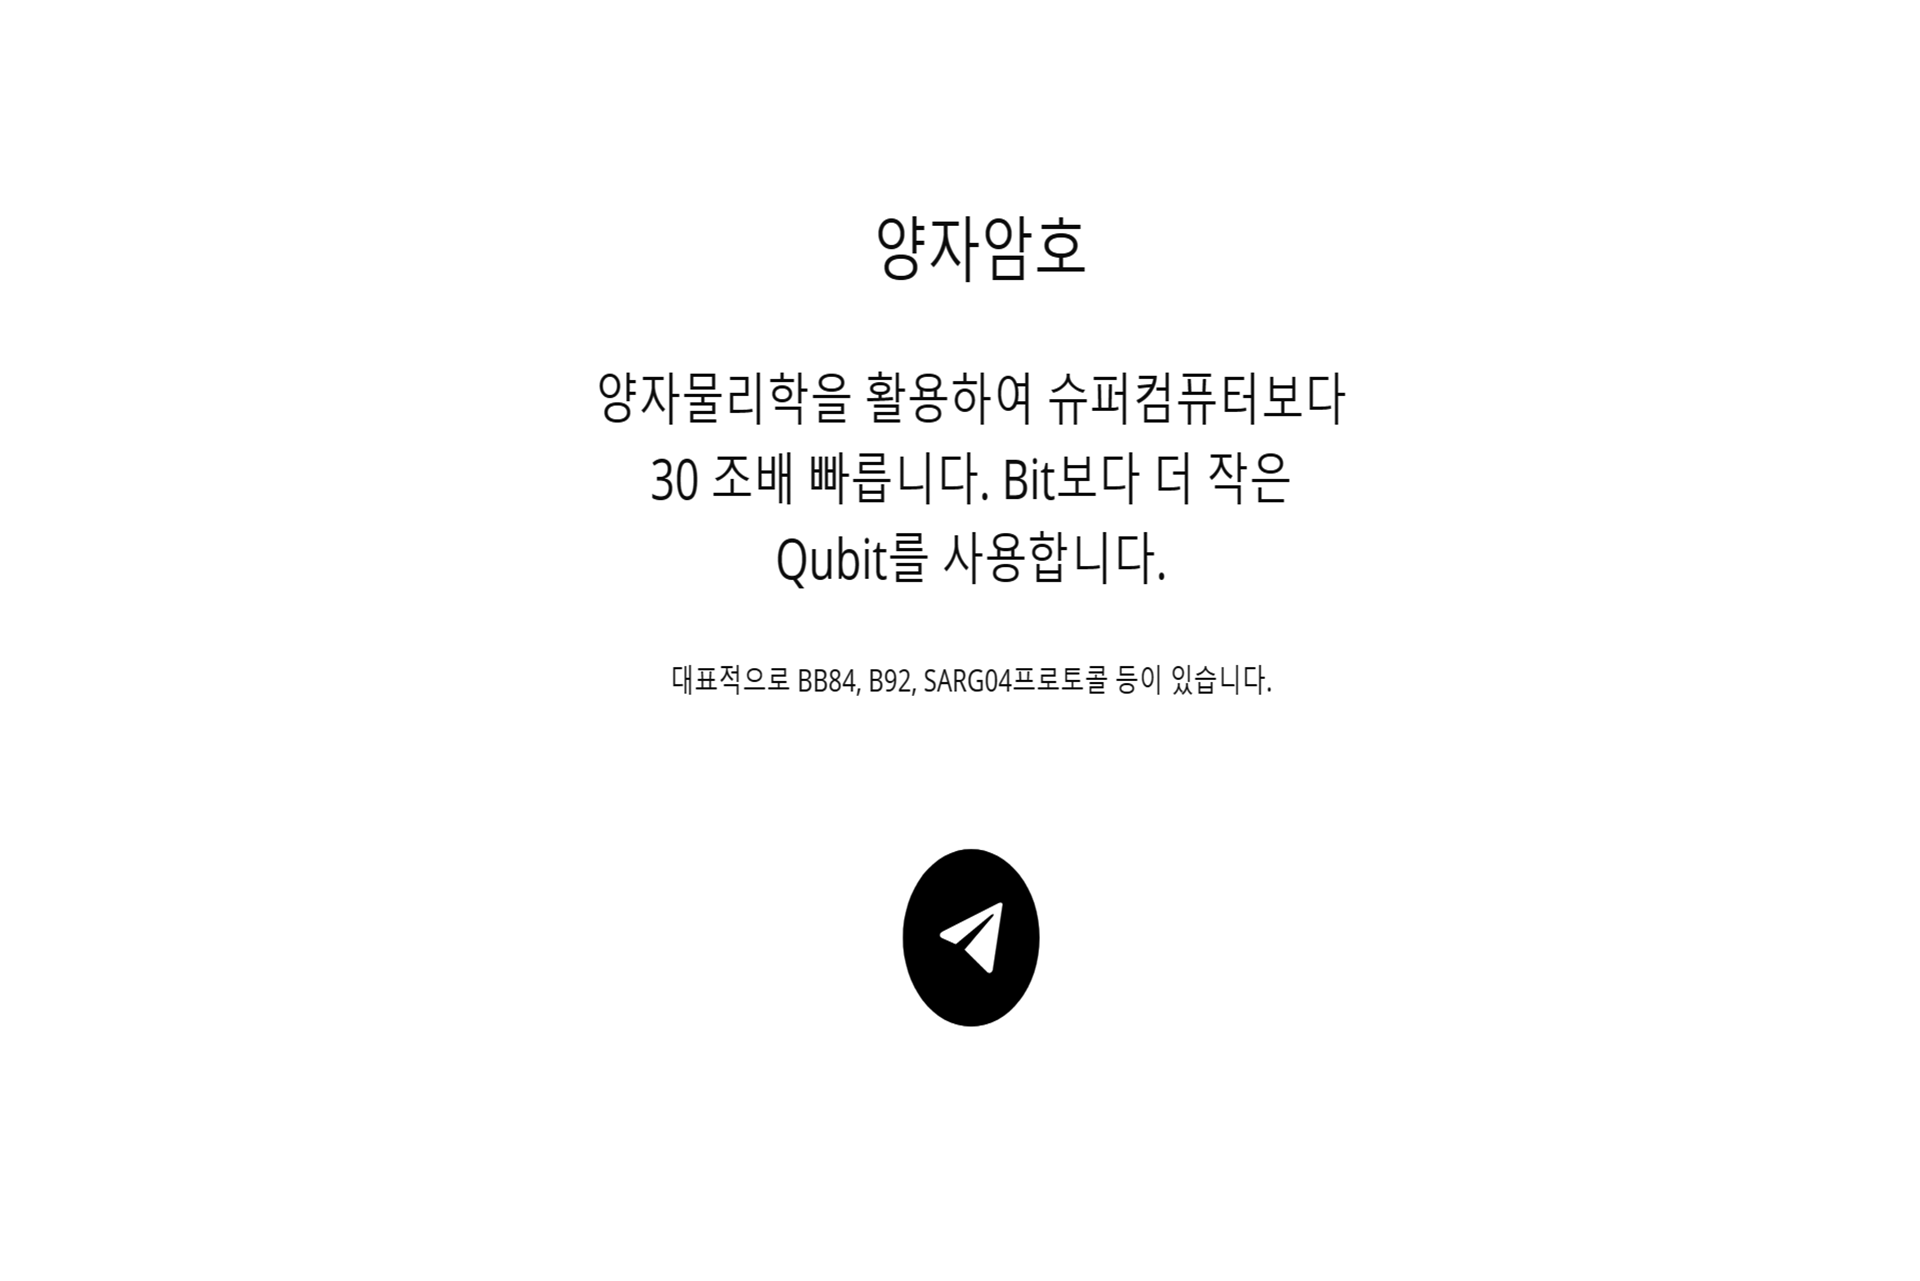 양자암호
양자물리학을 활용하여 슈퍼컴퓨터보다
30 조배 빠릅니다. Bit보다 더 작은
Qubit를 사용합니다.
대표적으로 BB84, B92, SARG04프로토콜 등이 있습니다.